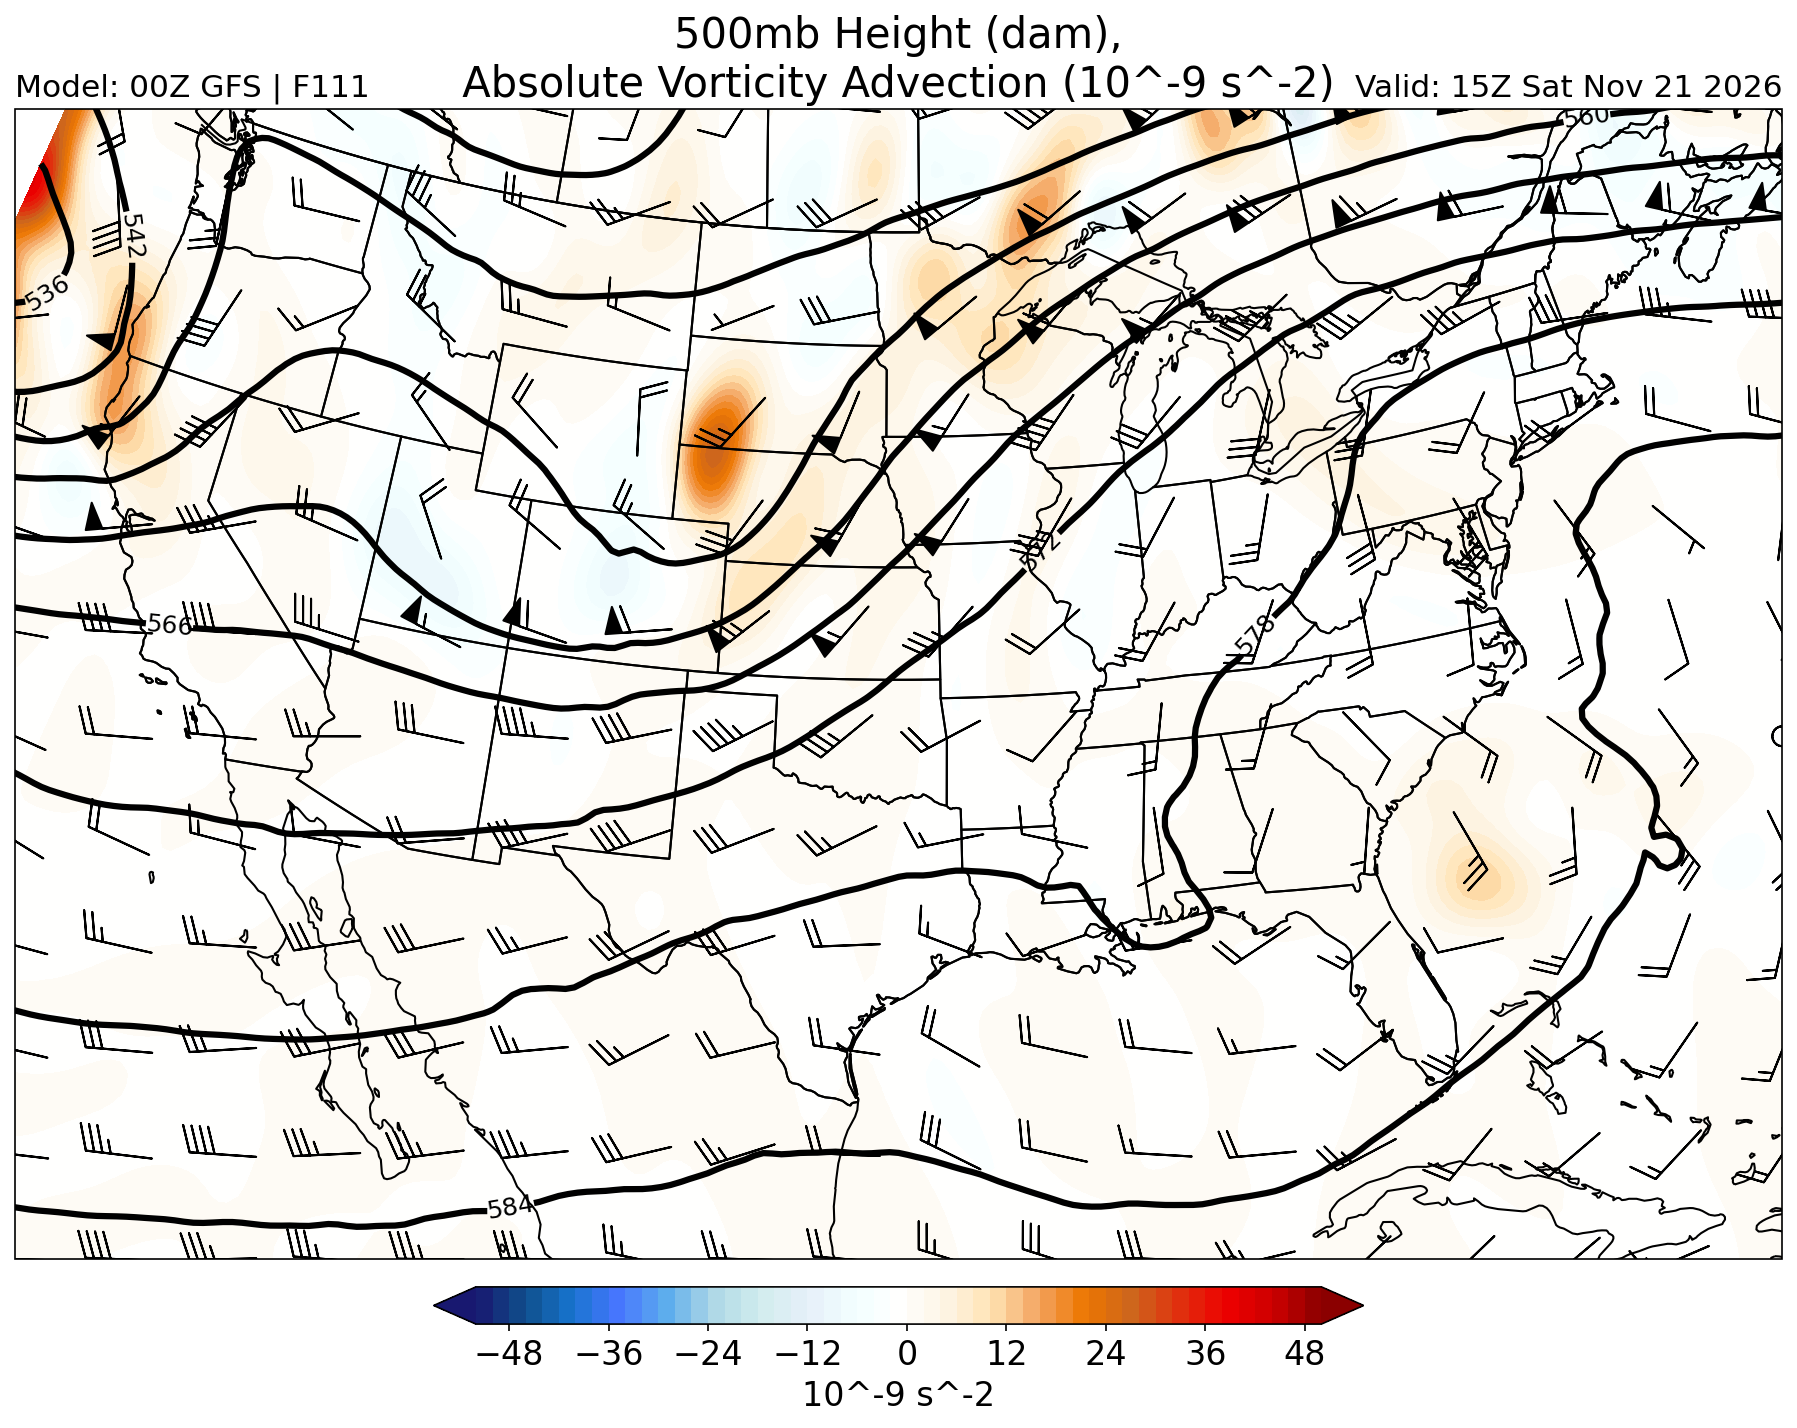 500mb Height (dam),
Model: 00Z GFS | F111
Absolute Vorticity Advection (10^-9 s^-2)
Valid: 15Z Sat Nov 21 2026
560
542
536
572
578
566
584
−48 −36 −24 −12 0 12 24 36 48
10^-9 s^-2